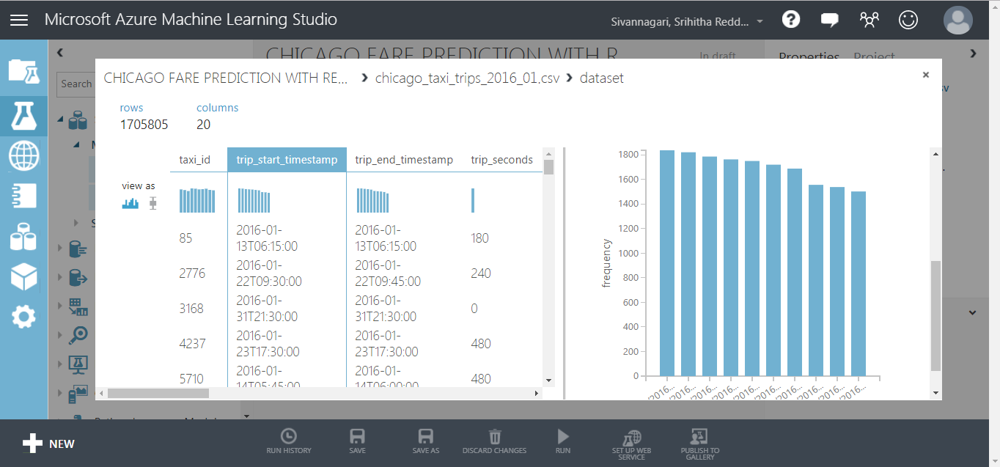 Microsoft Azure Machine Learning Studio
Sivannagari, Srihitha Redd...
CHICAGO FARE PREDICTION WITH R
In draft
Properties Project
Search
CHICAGO FARE PREDICTION WITH RE... › chicago_taxi_trips_2016_01.csv › dataset
rows columns
1705805 20
taxi_id trip_start_timestamp trip_end_timestamp trip_seconds
view as
85 2016-01-13T06:15:00 2016-01-13T06:15:00 180
2776 2016-01-22T09:30:00 2016-01-22T09:45:00 240
3168 2016-01-31T21:30:00 2016-01-31T21:30:00 0
4237 2016-01-23T17:30:00 2016-01-23T17:30:00 480
5710 2016-01-14T05:45:00 2016-01-14T06:00:00 480
frequency
1800
1600
1400
1200
1000
800
600
400
200
0
/2016... /2016... /2016... /2016... /2016... /2016... /2016... /2016... /2016... /2016...
NEW
RUN HISTORY
SAVE
SAVE AS
DISCARD CHANGES
RUN
SET UP WEB SERVICE
PUBLISH TO GALLERY